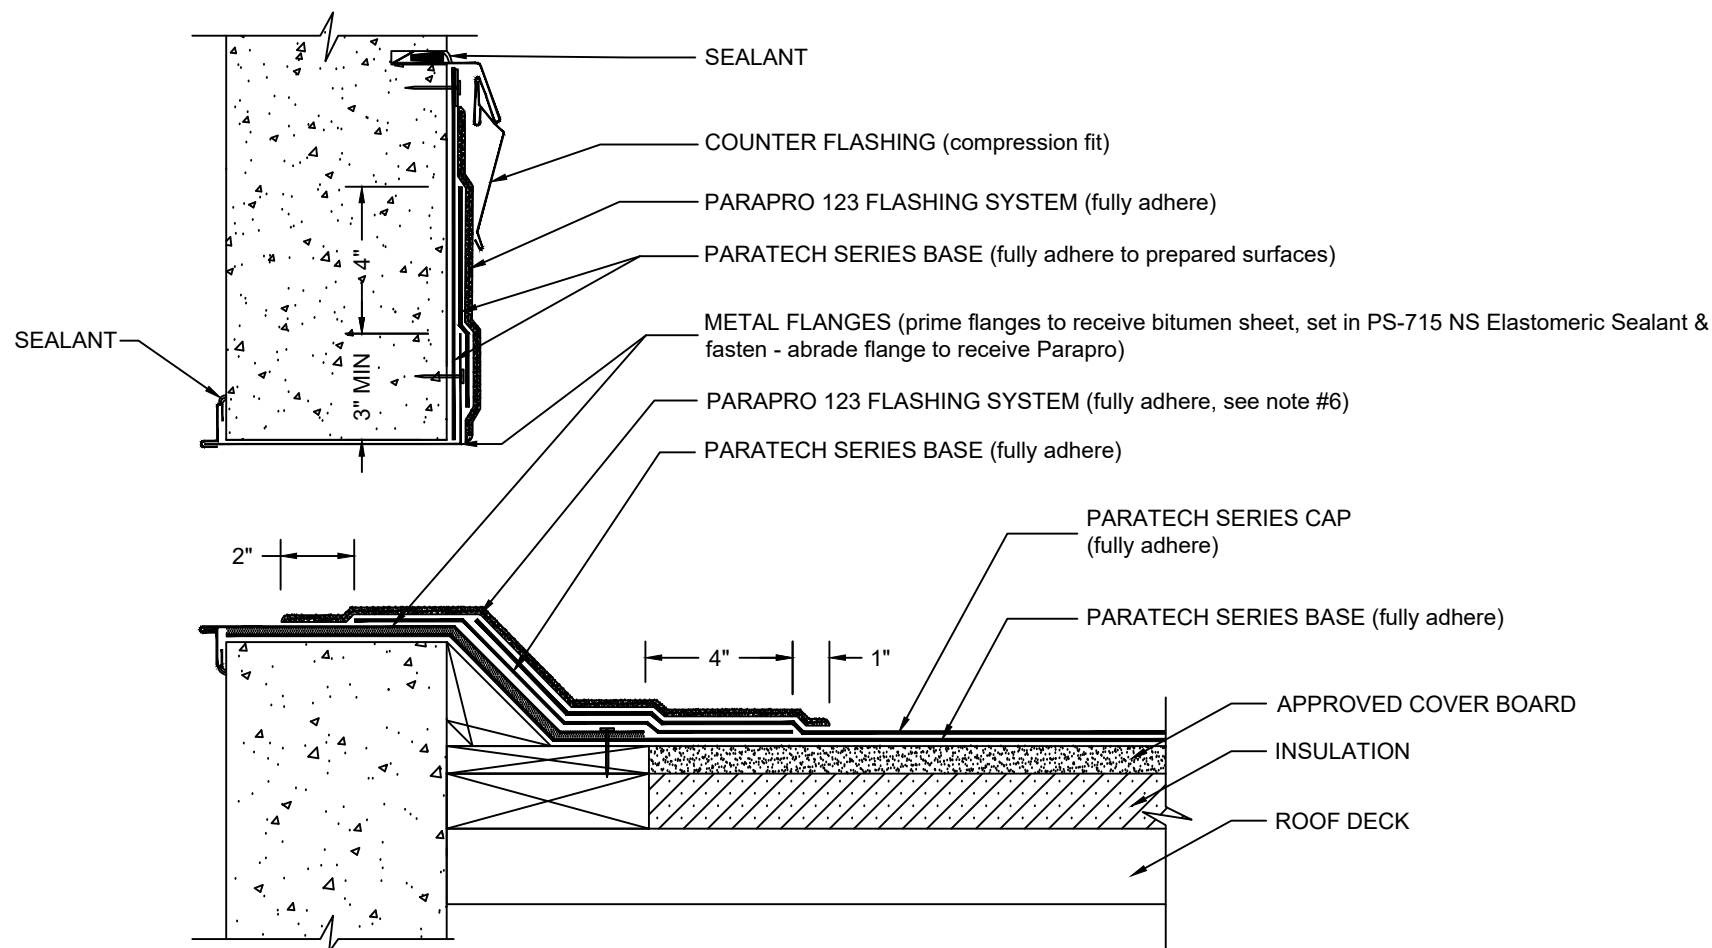 SEALANT
COUNTER FLASHING (compression fit)
PARAPRO 123 FLASHING SYSTEM (fully adhere)
PARATECH SERIES BASE (fully adhere to prepared surfaces)
4"
METAL FLANGES (prime flanges to receive bitumen sheet, set in PS-715 NS Elastomeric Sealant &
fasten - abrade flange to receive Parapro)
SEALANT
3" MIN
PARAPRO 123 FLASHING SYSTEM (fully adhere, see note #6)
PARATECH SERIES BASE (fully adhere)
PARATECH SERIES CAP
(fully adhere)
2"
PARATECH SERIES BASE (fully adhere)
4"
1"
APPROVED COVER BOARD
INSULATION
ROOF DECK